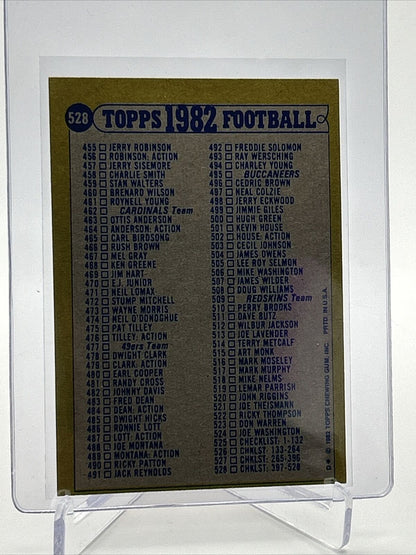 528 TOPPS 1982 FOOTBALL
455 JERRY ROBINSON
456 ROBINSON: ACTION
457 JERRY SISEMORE
458 CHARLIE SMITH
459 STAN WALTERS
460 BRENARD WILSON
461 ROYNELL YOUNG
462 CARDINALS Team
463 OTTIS ANDERSON
464 ANDERSON: ACTION
465 CARL BIRDSONG
466 RUSH BROWN
467 MEL GRAY
468 KEN GREENE
469 JIM HART
470 E.J. JUNIOR
471 NEIL LOMAX
472 STUMP MITCHELL
473 WAYNE MORRIS
474 NEIL O'DONOGHUE
475 PAT TILLEY
476 TILLEY: ACTION
477 49ers Team
478 DWIGHT CLARK
479 CLARK: ACTION
480 EARL COOPER
481 RANDY CROSS
482 JOHNNY DAVIS
483 FRED DEAN
484 DEAN: ACTION
485 DWIGHT HICKS
486 RONNIE LOTT
487 LOTT: ACTION
488 JOE MONTANA
489 MONTANA: ACTION
490 RICKY PATTON
491 JACK REYNOLDS
492 FREDDIE SOLOMON
493 RAY WERSCHING
494 CHARLEY YOUNG
495 BUCCANEERS
496 CEDRIC BROWN
497 NEAL COLZIE
498 JERRY ECKWOOD
499 JIMMIE GILES
500 HUGH GREEN
501 KEVIN HOUSE
502 HOUSE: ACTION
503 CECIL JOHNSON
504 JAMES OWENS
505 LEE ROY SELMON
506 MIKE WASHINGTON
507 JAMES WILDER
508 DOUG WILLIAMS
509 REDSKINS Team
510 PERRY BROOKS
511 DAVE BUTZ
512 WILBUR JACKSON
513 JOE LAVENDER
514 TERRY METCALF
515 ART MONK
516 MARK MOSELEY
517 MARK MURPHY
518 MIKE NELMS
519 LEMAR PARRISH
520 JOHN RIGGINS
521 JOE THEISMANN
522 RICKY THOMPSON
523 DON WARREN
524 JOE WASHINGTON
525 CHECKLIST: 1-132
526 CHKLST: 133-264
527 CHKLST: 265-396
528 CHKLST: 397-528
D* © 1982 TOPPS CHEWING GUM, INC. PRTD. IN U.S.A.